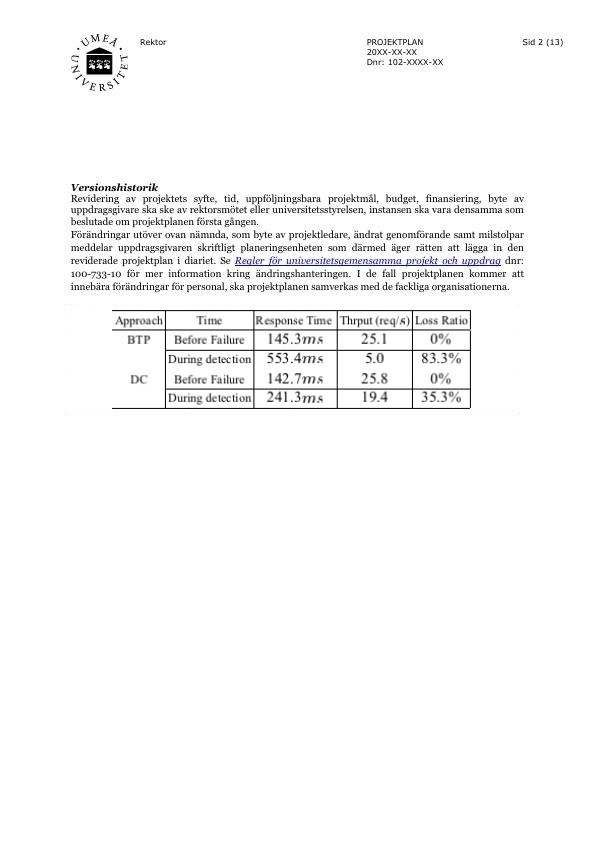 UMEÅ UNIVERSITET
Rektor
PROJEKTPLAN
20XX-XX-XX
Dnr: 102-XXXX-XX
Sid 2 (13)
Versionshistorik
Revidering av projektets syfte, tid, uppföljningsbara projektmål, budget, finansiering, byte av
uppdragsgivare ska ske av rektorsmötet eller universitetsstyrelsen, instansen ska vara densamma som
beslutade om projektplanen första gången.
Förändringar utöver ovan nämnda, som byte av projektledare, ändrat genomförande samt milstolpar
meddelar uppdragsgivaren skriftligt planeringsenheten som därmed äger rätten att lägga in den
reviderade projektplan i diariet. Se Regler för universitetsgemensamma projekt och uppdrag dnr:
100-733-10 för mer information kring ändringshanteringen. I de fall projektplanen kommer att
innebära förändringar för personal, ska projektplanen samverkas med de fackliga organisationerna.
Approach Time Response Time Thrput (req/s) Loss Ratio
BTP Before Failure 145.3ms 25.1 0%
During detection 553.4ms 5.0 83.3%
DC Before Failure 142.7ms 25.8 0%
During detection 241.3ms 19.4 35.3%